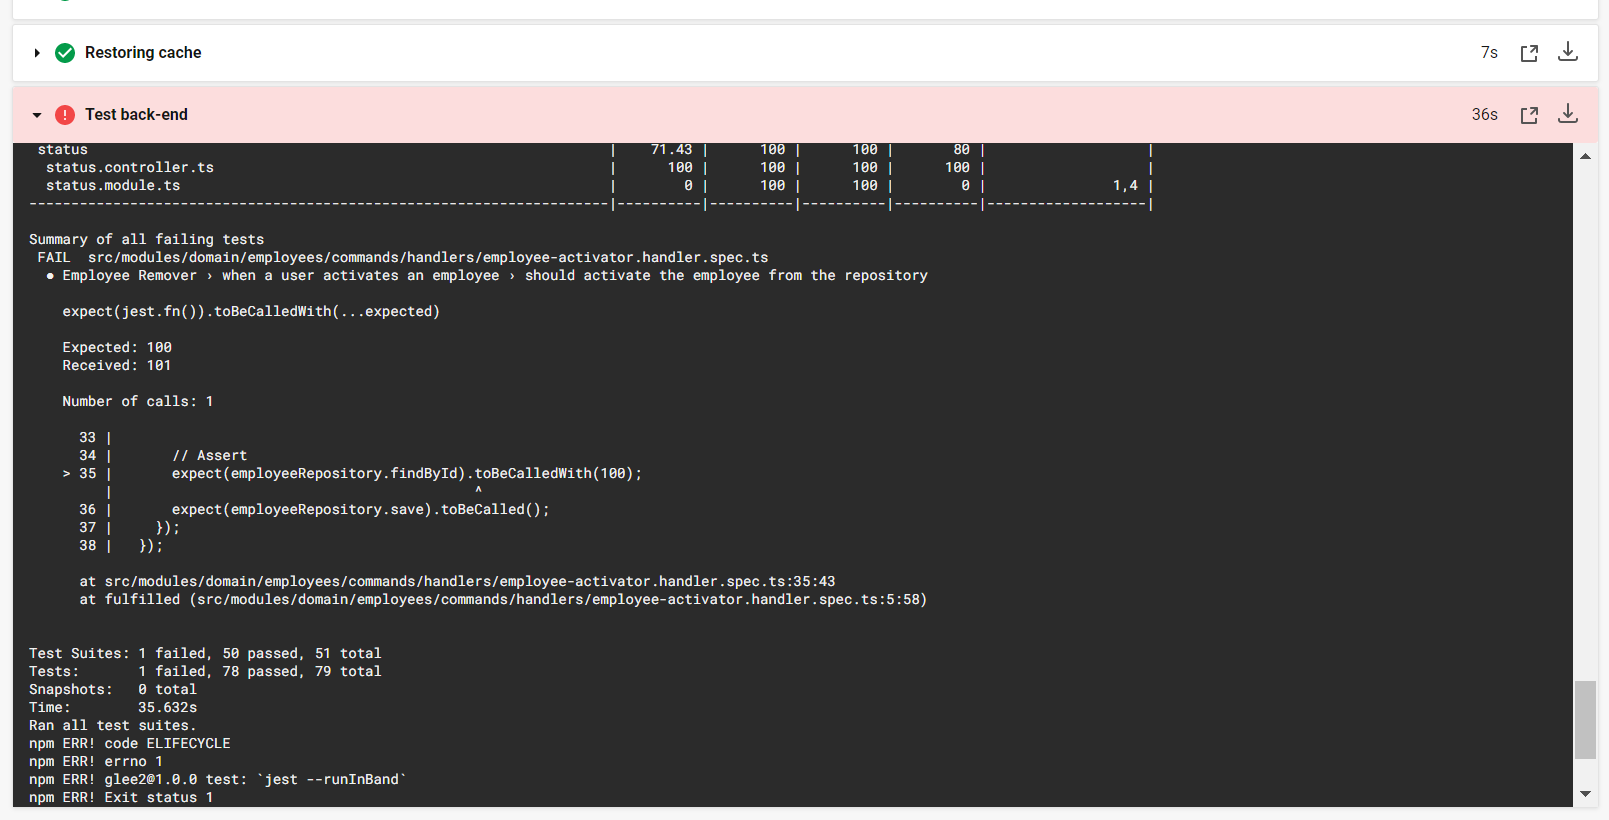 Restoring cache 7s
Test back-end 36s
status | 71.43 | 100 | 100 | 80 | |
status.controller.ts | 100 | 100 | 100 | 100 | |
status.module.ts | 0 | 100 | 100 | 0 | 1,4 |
---------------------------------------------------------------------|----------|----------|----------|----------|-------------------|
Summary of all failing tests
FAIL src/modules/domain/employees/commands/handlers/employee-activator.handler.spec.ts
● Employee Remover › when a user activates an employee › should activate the employee from the repository
expect(jest.fn()).toBeCalledWith(...expected)
Expected: 100
Received: 101
Number of calls: 1
33 |
34 | // Assert
> 35 | expect(employeeRepository.findById).toBeCalledWith(100);
| ^
36 | expect(employeeRepository.save).toBeCalled();
37 | });
38 | });
at src/modules/domain/employees/commands/handlers/employee-activator.handler.spec.ts:35:43
at fulfilled (src/modules/domain/employees/commands/handlers/employee-activator.handler.spec.ts:5:58)
Test Suites: 1 failed, 50 passed, 51 total
Tests: 1 failed, 78 passed, 79 total
Snapshots: 0 total
Time: 35.632s
Ran all test suites.
npm ERR! code ELIFECYCLE
npm ERR! errno 1
npm ERR! glee2@1.0.0 test: `jest --runInBand`
npm ERR! Exit status 1